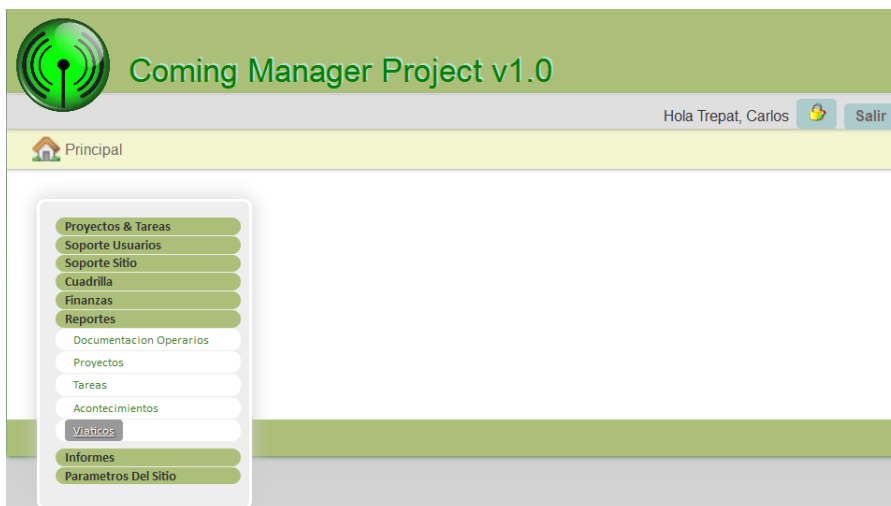 Coming Manager Project v1.0
Hola Trepat, Carlos Salir
Principal
Proyectos & Tareas
Soporte Usuarios
Soporte Sitio
Cuadrilla
Finanzas
Reportes
Documentacion Operarios
Proyectos
Tareas
Acontecimientos
Viaticos
Informes
Parametros Del Sitio